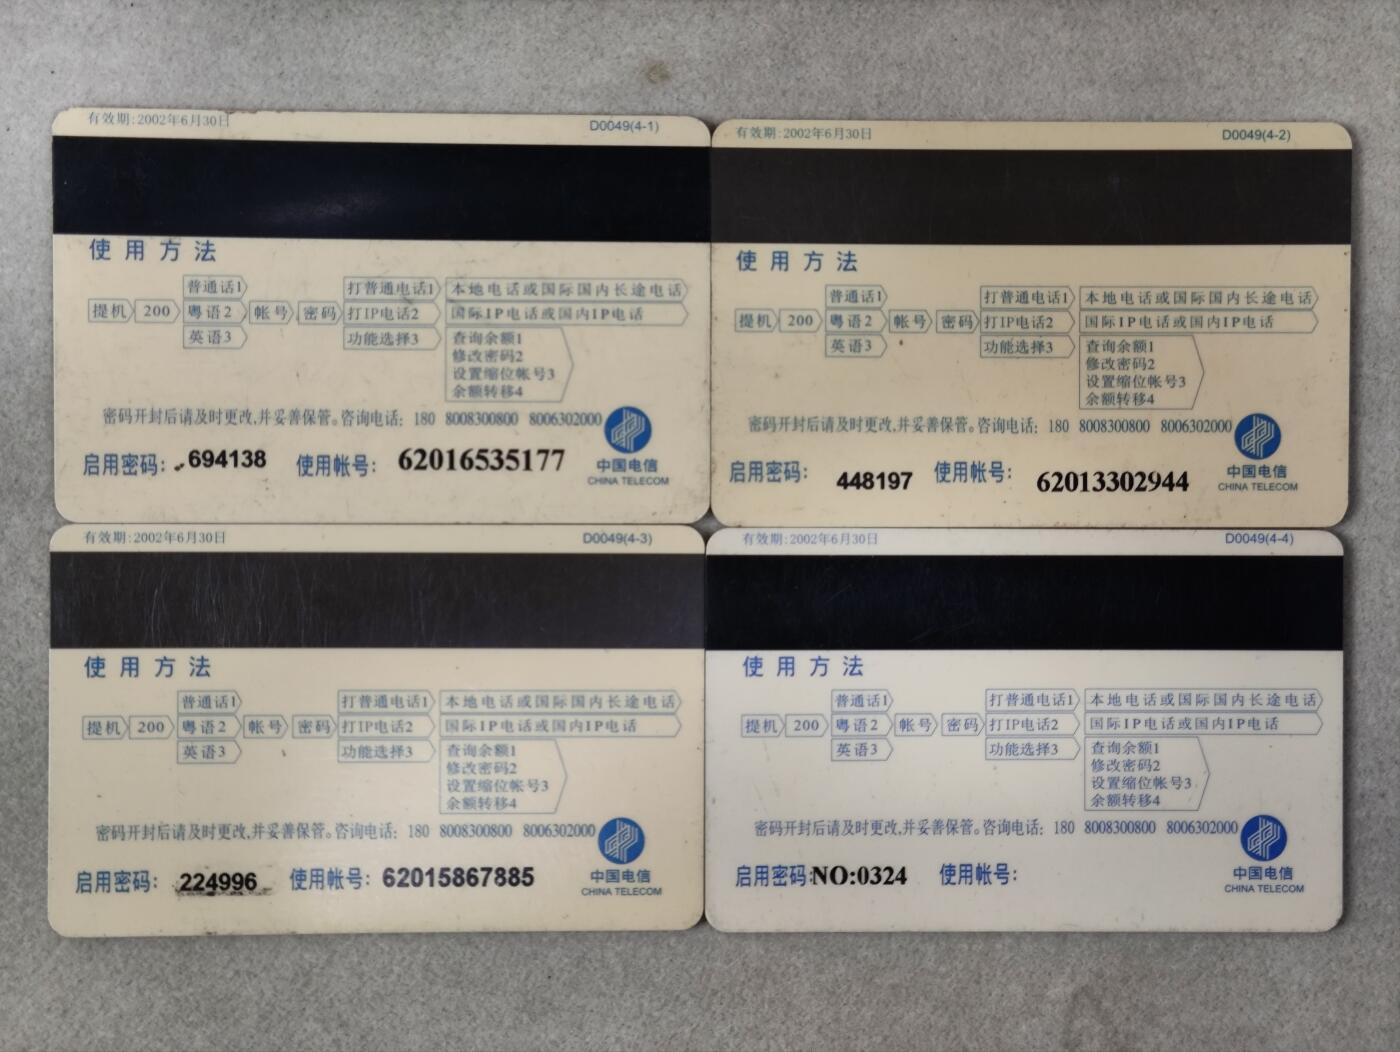 有效期:2002年6月30日 D0049(4-1)
使用方法
普通话1 打普通电话1 本地电话或国际国内长途电话
提机 200 粤语2 帐号 密码 打IP电话2 国际IP电话或国内IP电话
英语3 功能选择3 查询余额1
修改密码2
设置缩位帐号3
余额转移4
密码开封后请及时更改,并妥善保管。咨询电话: 180 8008300800 8006302000
启用密码: 694138 使用帐号: 62016535177
中国电信
CHINA TELECOM
有效期:2002年6月30日 D0049(4-2)
使用方法
普通话1 打普通电话1 本地电话或国际国内长途电话
提机 200 粤语2 帐号 密码 打IP电话2 国际IP电话或国内IP电话
英语3 功能选择3 查询余额1
修改密码2
设置缩位帐号3
余额转移4
密码开封后请及时更改,并妥善保管。咨询电话: 180 8008300800 8006302000
启用密码: 448197 使用帐号: 62013302944
中国电信
CHINA TELECOM
有效期:2002年6月30日 D0049(4-3)
使用方法
普通话1 打普通电话1 本地电话或国际国内长途电话
提机 200 粤语2 帐号 密码 打IP电话2 国际IP电话或国内IP电话
英语3 功能选择3 查询余额1
修改密码2
设置缩位帐号3
余额转移4
密码开封后请及时更改,并妥善保管。咨询电话: 180 8008300800 8006302000
启用密码: 224996 使用帐号: 62015867885
中国电信
CHINA TELECOM
有效期:2002年6月30日 D0049(4-4)
使用方法
普通话1 打普通电话1 本地电话或国际国内长途电话
提机 200 粤语2 帐号 密码 打IP电话2 国际IP电话或国内IP电话
英语3 功能选择3 查询余额1
修改密码2
设置缩位帐号3
余额转移4
密码开封后请及时更改,并妥善保管。咨询电话: 180 8008300800 8006302000
启用密码:NO:0324 使用帐号:
中国电信
CHINA TELECOM